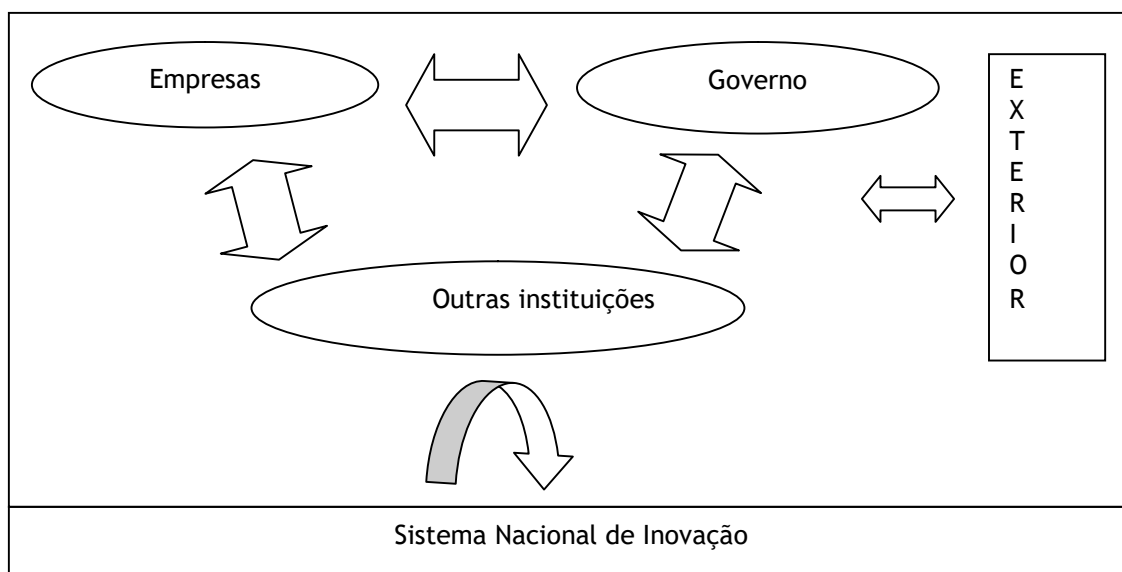 Empresas
Governo
E
X
T
E
R
I
O
R
Outras instituições
Sistema Nacional de Inovação